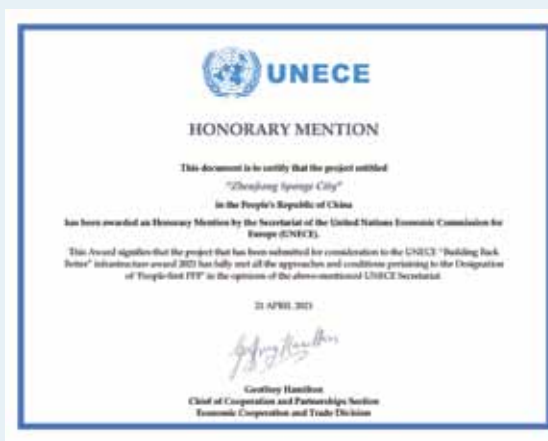 UNECE
HONORARY MENTION
This document is to certify that the project entitled
"Zhenjiang Sponge City"
in the People's Republic of China
has been awarded an Honorary Mention by the Secretariat of the United Nations Economic Commission for
Europe (UNECE).
This Award signifies that the project that has been submitted for consideration to the UNECE "Building Back
Better" infrastructure award 2021 has fully met all the approaches and conditions pertaining to the Designation
of "People-first PPP" in the opinion of the above-mentioned UNECE Secretariat
21 APRIL 2021
Geoffrey Hamilton
Geoffrey Hamilton
Chief of Cooperation and Partnerships Section
Economic Cooperation and Trade Division